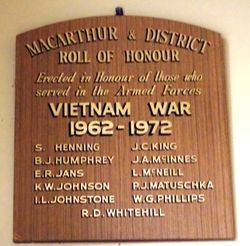 MACARTHUR & DISTRICT
ROLL OF HONOUR
Erected in Honour of those who
served in the Armed Forces
VIETNAM WAR
1962-1972
S. HENNING
B.J. HUMPHREY
E.R. JANS
K.W. JOHNSON
I.L. JOHNSTONE
J.C. KING
J.A. McINNES
L. McNEILL
P.J. MATUSCHKA
W.G. PHILLIPS
R.D. WHITEHILL